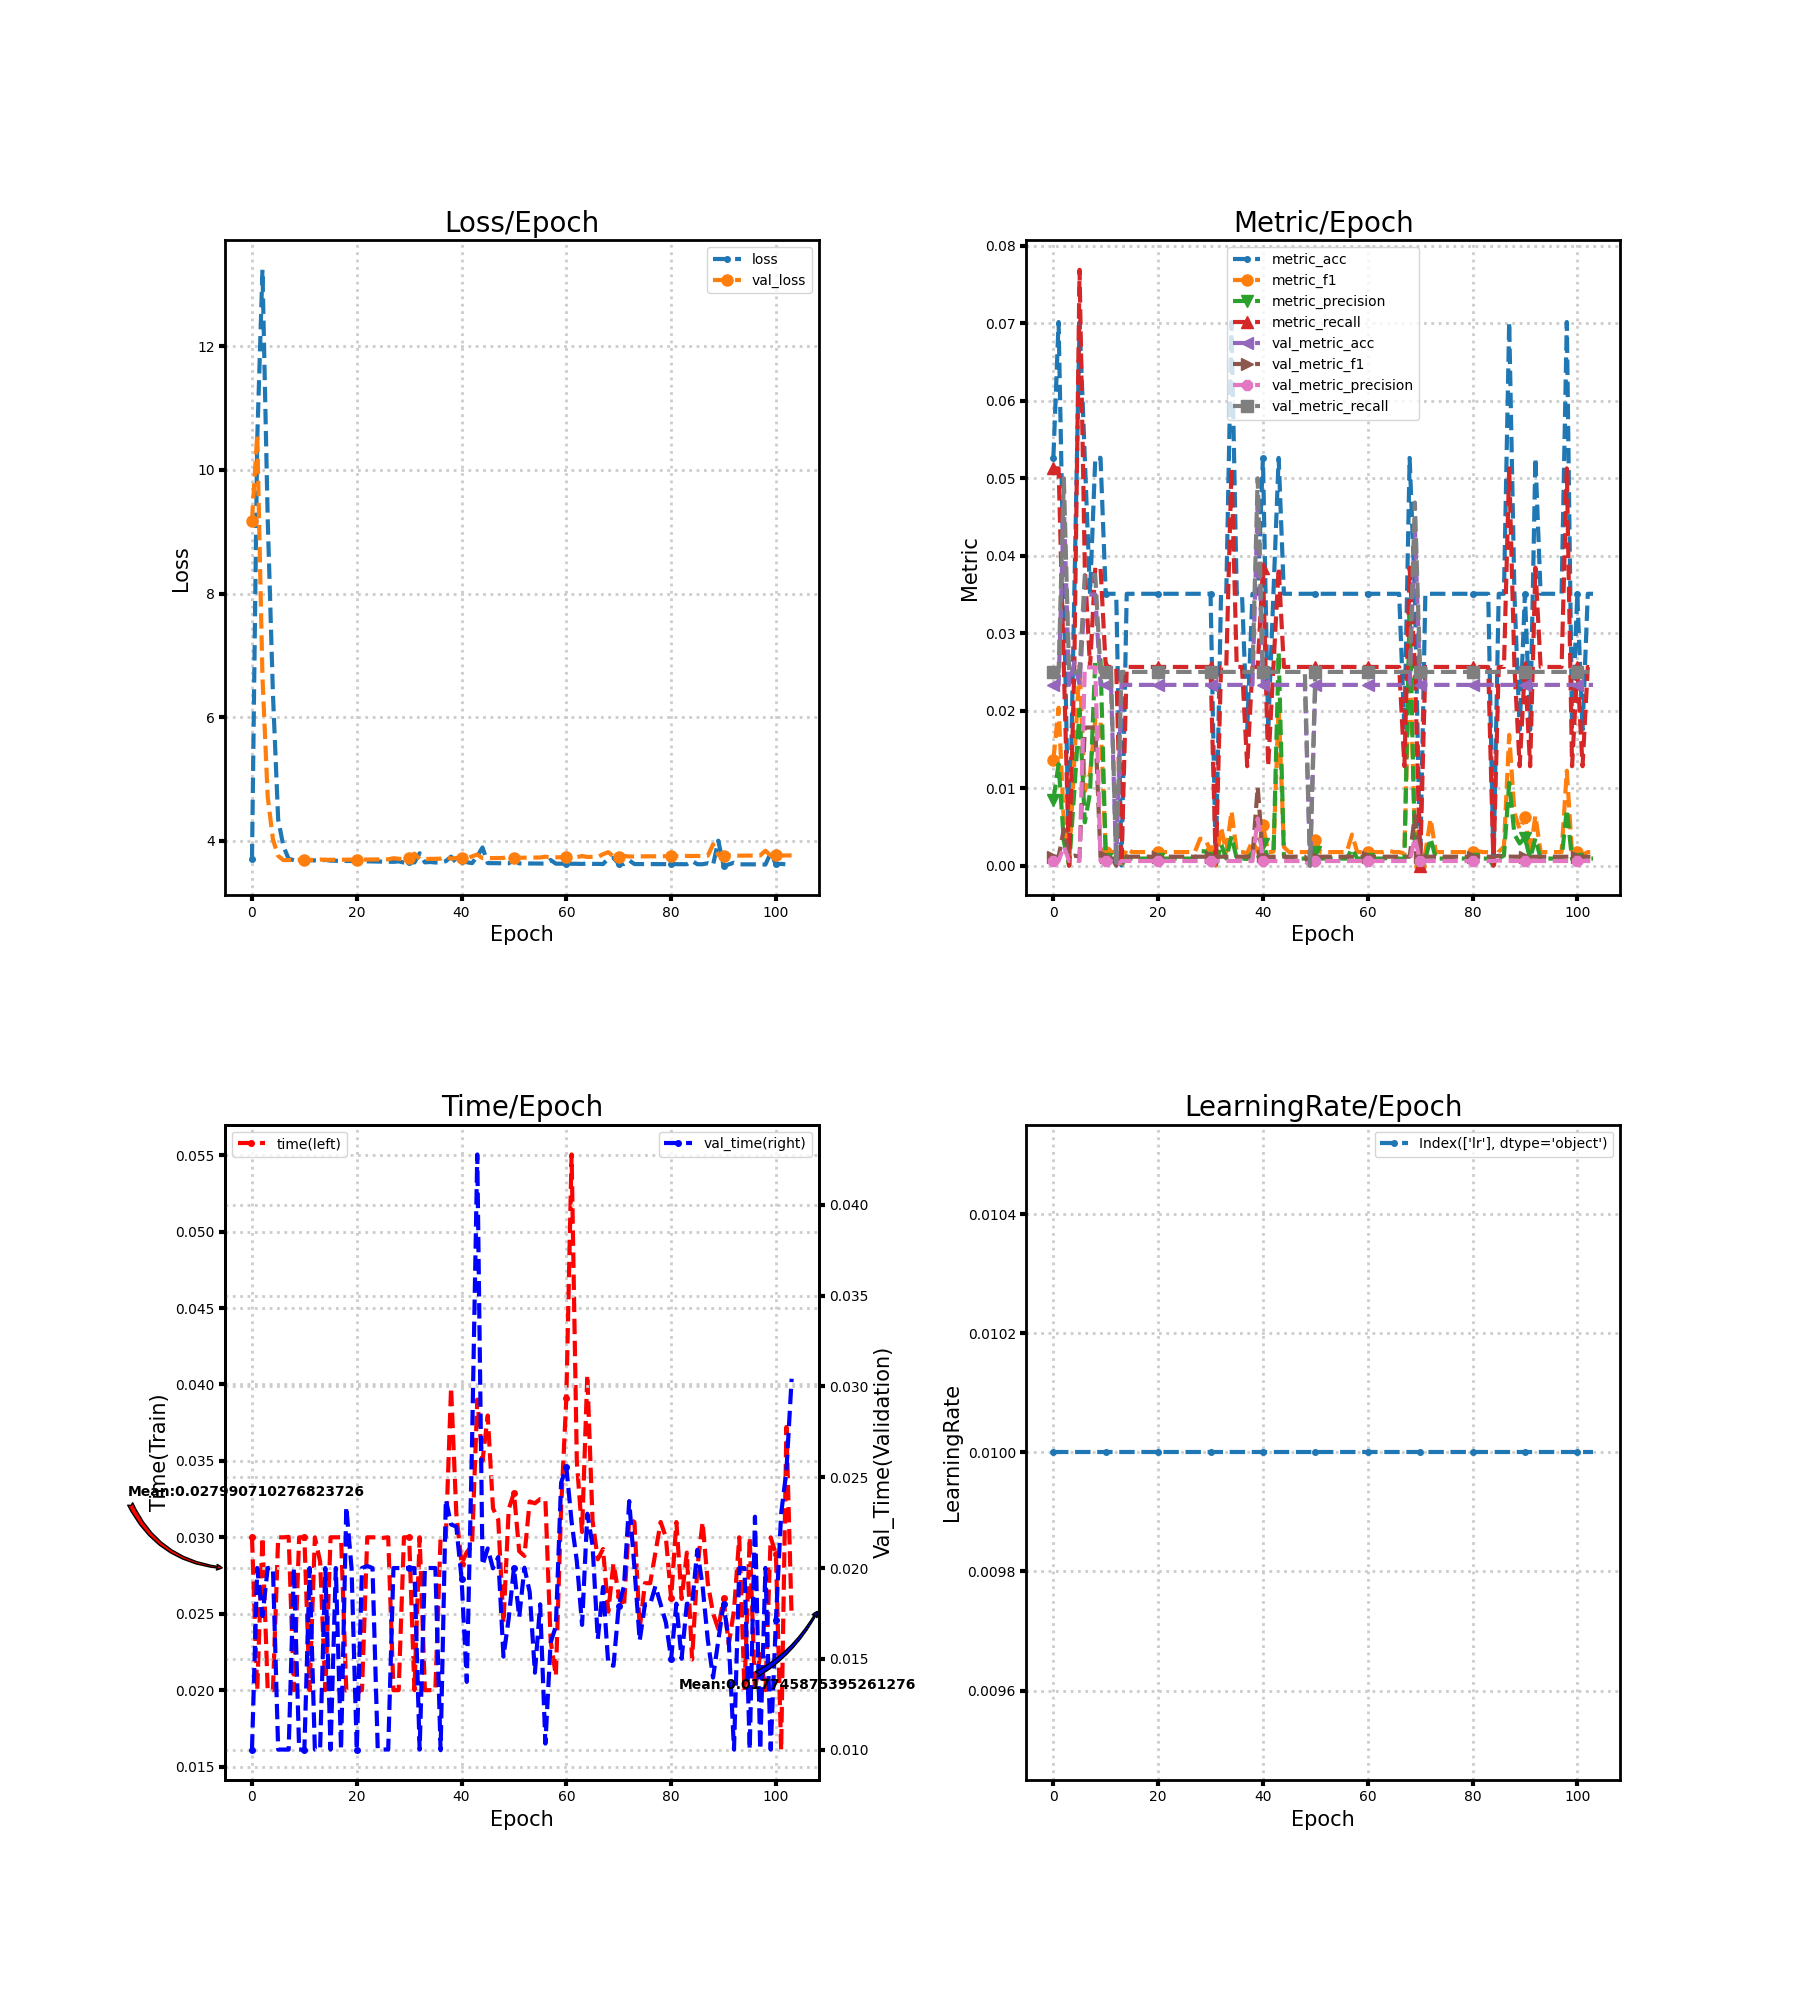 Loss/Epoch
loss
val_loss
12
10
8
6
4
Loss
0 20 40 60 80 100
Epoch
Metric/Epoch
metric_acc
metric_f1
metric_precision
metric_recall
val_metric_acc
val_metric_f1
val_metric_precision
val_metric_recall
0.08
0.07
0.06
0.05
0.04
0.03
0.02
0.01
0.00
Metric
0 20 40 60 80 100
Epoch
Time/Epoch
time(left)
val_time(right)
0.055
0.050
0.045
0.040
0.035
0.030
0.025
0.020
0.015
Time(Train)
Mean:0.027990710276823726
0.040
0.035
0.030
0.025
0.020
0.015
0.010
Val_Time(Validation)
Mean:0.017745875395261276
0 20 40 60 80 100
Epoch
LearningRate/Epoch
Index(['lr'], dtype='object')
0.0104
0.0102
0.0100
0.0098
0.0096
LearningRate
0 20 40 60 80 100
Epoch